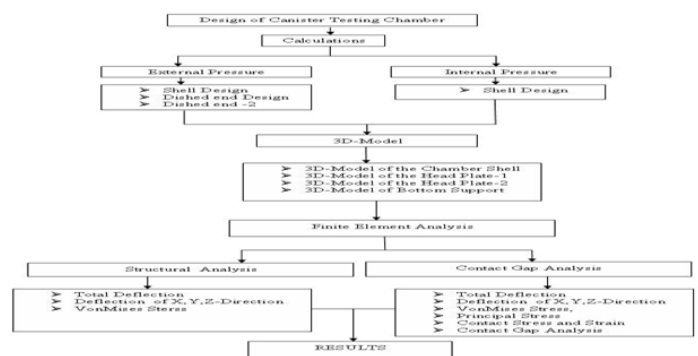 Design of Canister Testing Chamber
Calculations
External Pressure
Internal Pressure
➢ Shell Design
➢ Dished end Design
➢ Dished end -2
➢ Shell Design
3D-Model
➢ 3D-Model of the Chamber Shell
➢ 3D-Model of the Head Plate-1
➢ 3D-Model of the Head Plate-2
➢ 3D-Model of Bottom Support
Finite Element Analysis
Structural Analysis
Contact Gap Analysis
➢ Total Deflection
➢ Deflection of X,Y,Z-Direction
➢ VonMises Sterss
➢ Total Deflection
➢ Deflection of X,Y,Z-Direction
➢ VonMises Stress,
➢ Principal Stress
➢ Contact Stress and Strain
➢ Contact Gap Analysis
RESULTS